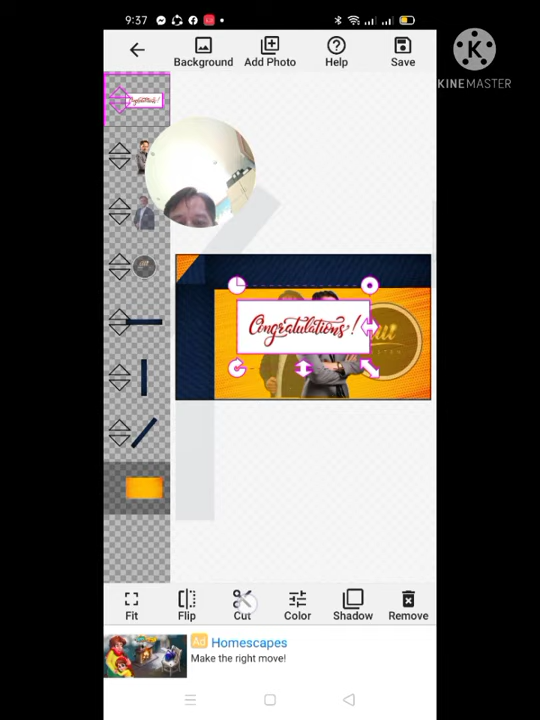 9:37
KINEMASTER
Background
Add Photo
Help
Save
Congratulations!
Fit
Flip
Cut
Color
Shadow
Remove
Ad Homescapes
Make the right move!